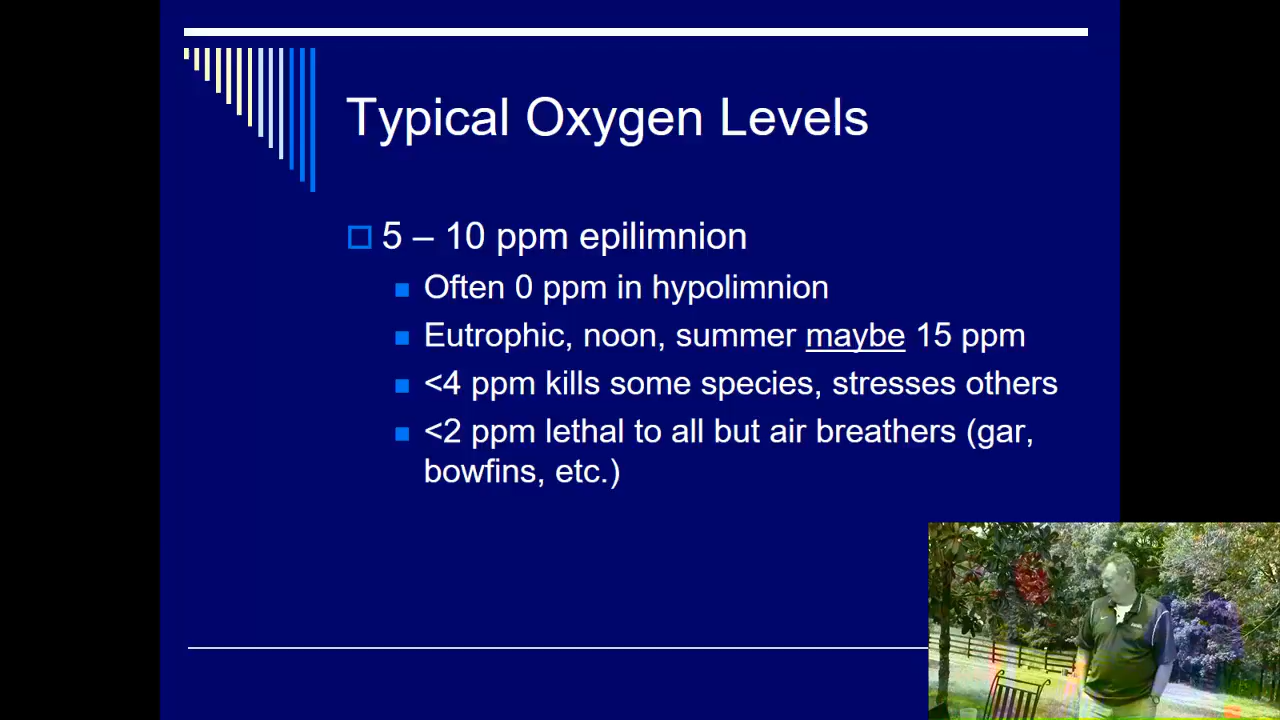 Typical Oxygen Levels
5 – 10 ppm epilimnion
Often 0 ppm in hypolimnion
Eutrophic, noon, summer maybe 15 ppm
<4 ppm kills some species, stresses others
<2 ppm lethal to all but air breathers (gar,
bowfins, etc.)